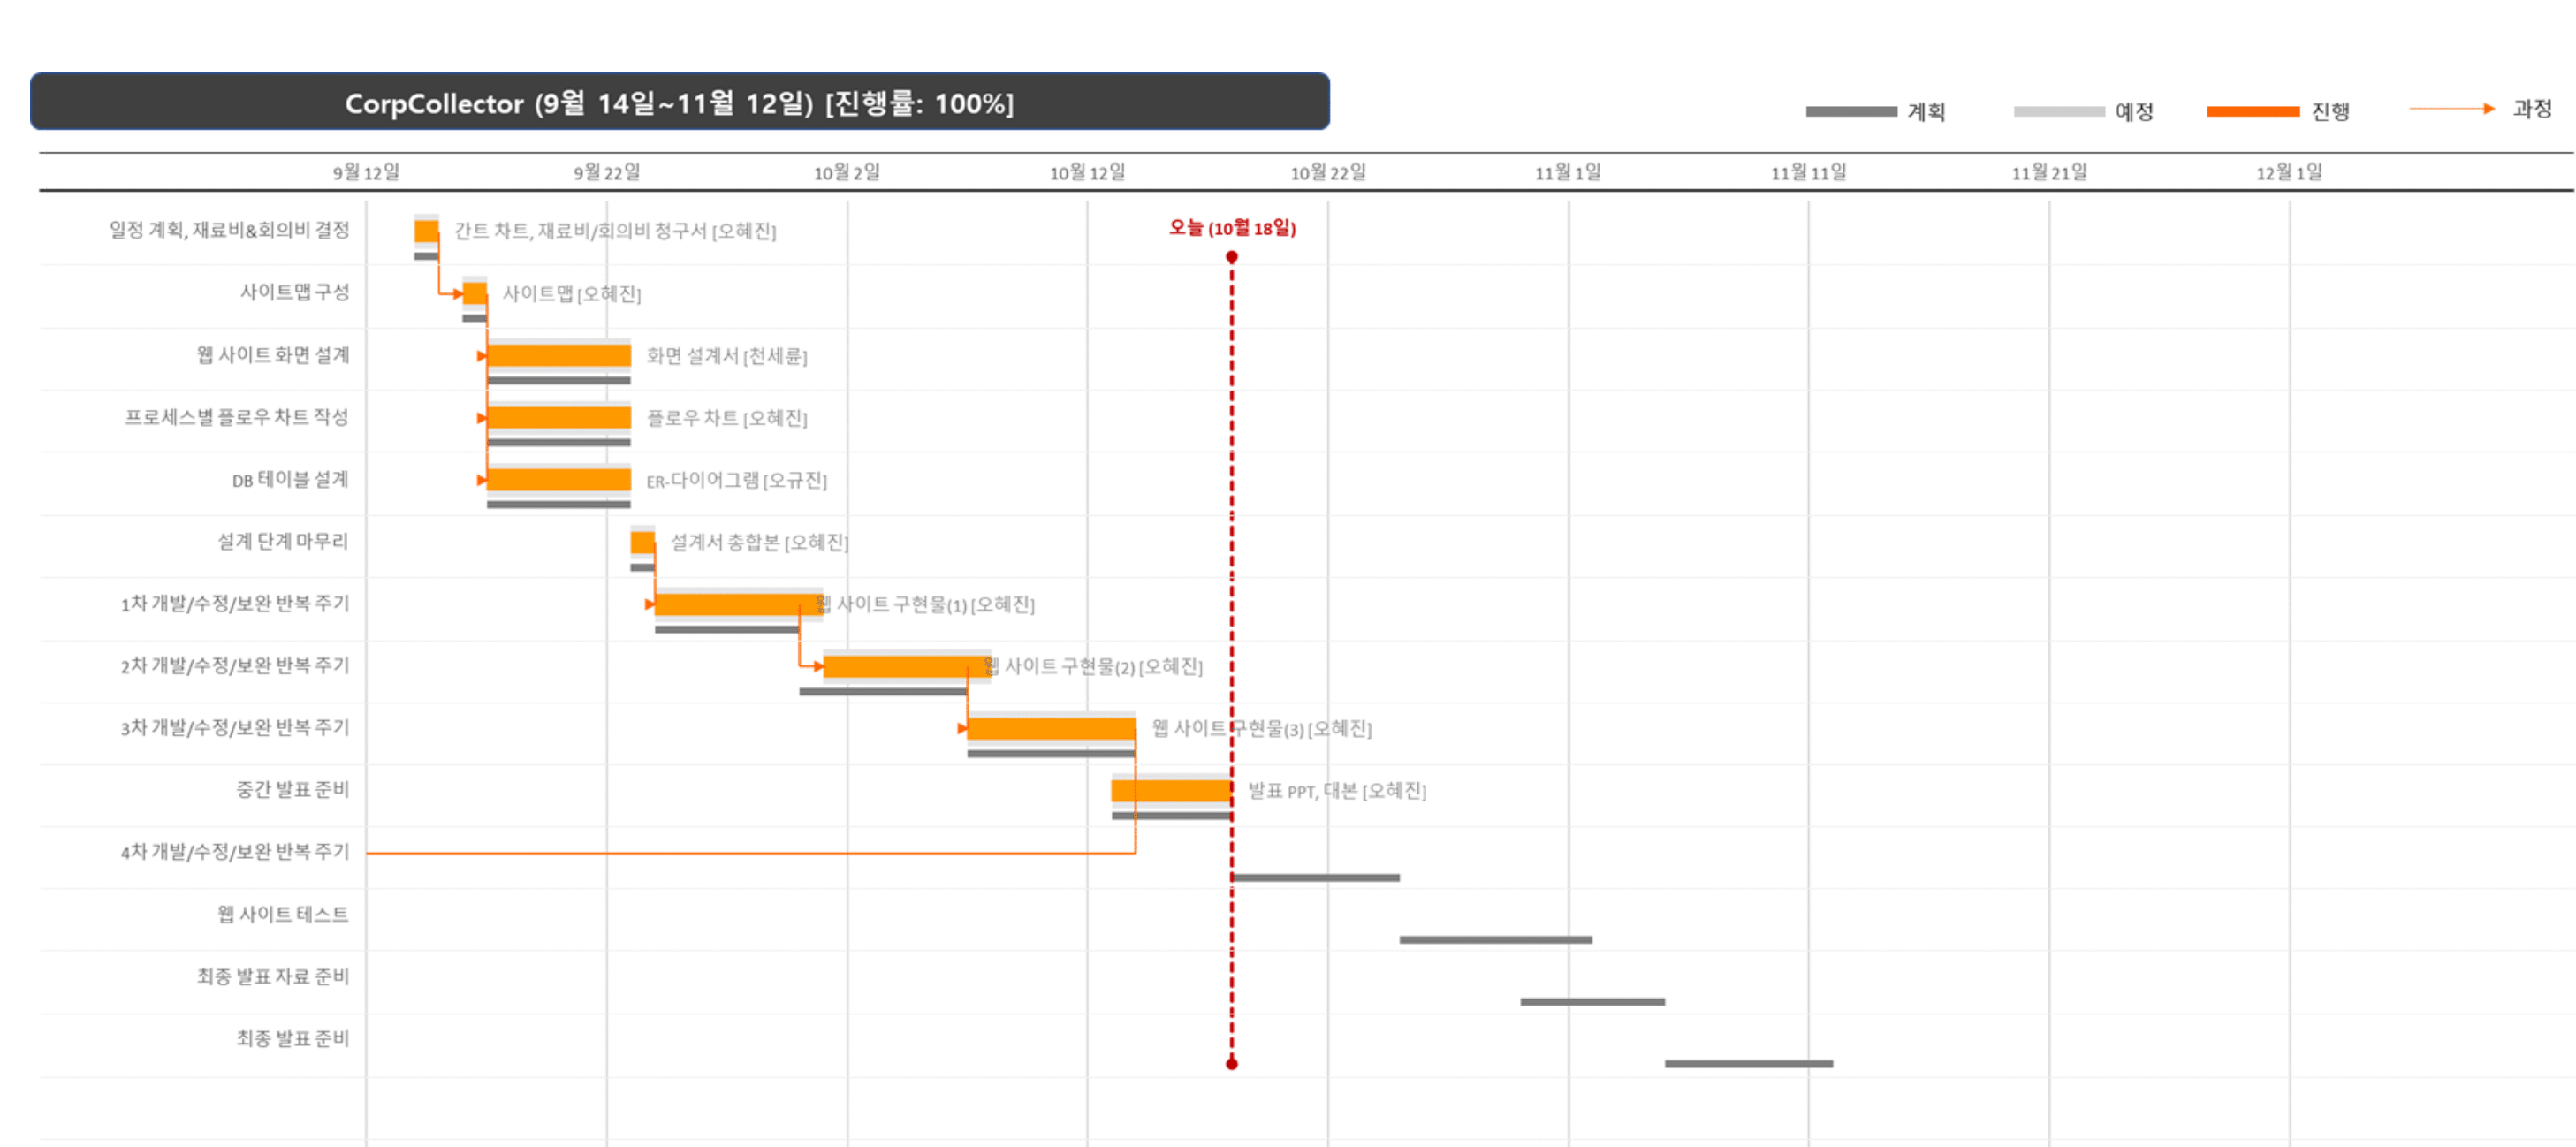 CorpCollector (9월 14일~11월 12일) [진행률: 100%]
계획
예정
진행
과정
9월 12일
9월 22일
10월 2일
10월 12일
10월 22일
11월 1일
11월 11일
11월 21일
12월 1일
오늘 (10월 18일)
일정 계획, 재료비&회의비 결정
간트 차트, 재료비/회의비 청구서 [오혜진]
사이트맵 구성
사이트맵 [오혜진]
웹 사이트 화면 설계
화면 설계서 [천세륜]
프로세스별 플로우 차트 작성
플로우 차트 [오혜진]
DB 테이블 설계
ER-다이어그램 [오규진]
설계 단계 마무리
설계서 총합본 [오혜진]
1차 개발/수정/보완 반복 주기
웹 사이트 구현물(1) [오혜진]
2차 개발/수정/보완 반복 주기
웹 사이트 구현물(2) [오혜진]
3차 개발/수정/보완 반복 주기
웹 사이트 구현물(3) [오혜진]
중간 발표 준비
발표 PPT, 대본 [오혜진]
4차 개발/수정/보완 반복 주기
웹 사이트 테스트
최종 발표 자료 준비
최종 발표 준비